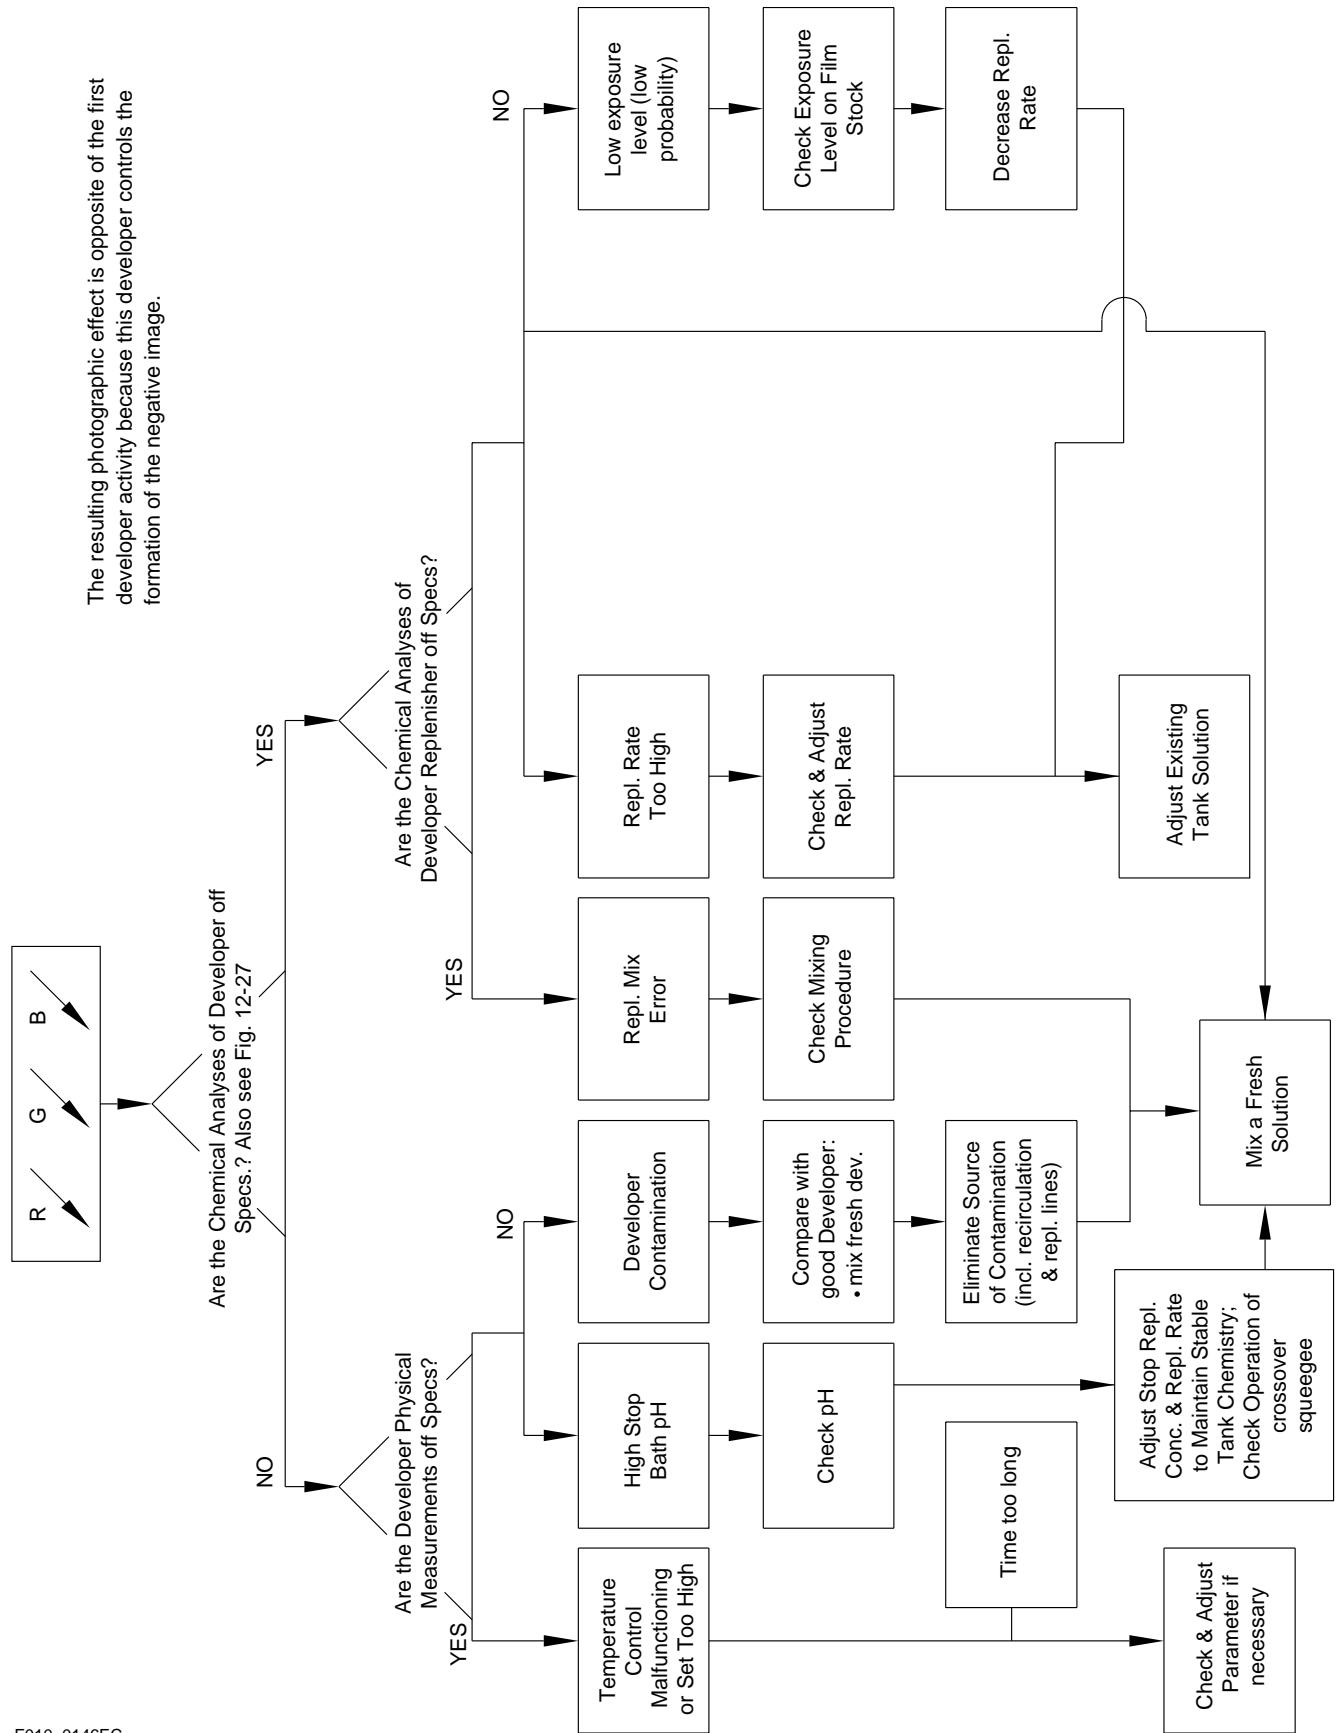 The resulting photographic effect is opposite of the first
developer activity because this developer controls the
formation of the negative image.
R G B
Are the Chemical Analyses of Developer off
Specs.? Also see Fig. 12-27
NO
YES
Are the Developer Physical
Measurements off Specs?
Are the Chemical Analyses of
Developer Replenisher off Specs?
YES
NO
YES
NO
Temperature
Control
Malfunctioning
or Set Too High
High Stop
Bath pH
Developer
Contamination
Repl. Mix
Error
Repl. Rate
Too High
Low exposure
level (low
probability)
Check pH
Compare with
good Developer:
• mix fresh dev.
Check Mixing
Procedure
Check & Adjust
Repl. Rate
Check Exposure
Level on Film
Stock
Time too long
Eliminate Source
of Contamination
(incl. recirculation
& repl. lines)
Decrease Repl.
Rate
Check & Adjust
Parameter if
necessary
Adjust Stop Repl.
Conc. & Repl. Rate
to Maintain Stable
Tank Chemistry;
Check Operation of
crossover
squeegee
Mix a Fresh
Solution
Adjust Existing
Tank Solution